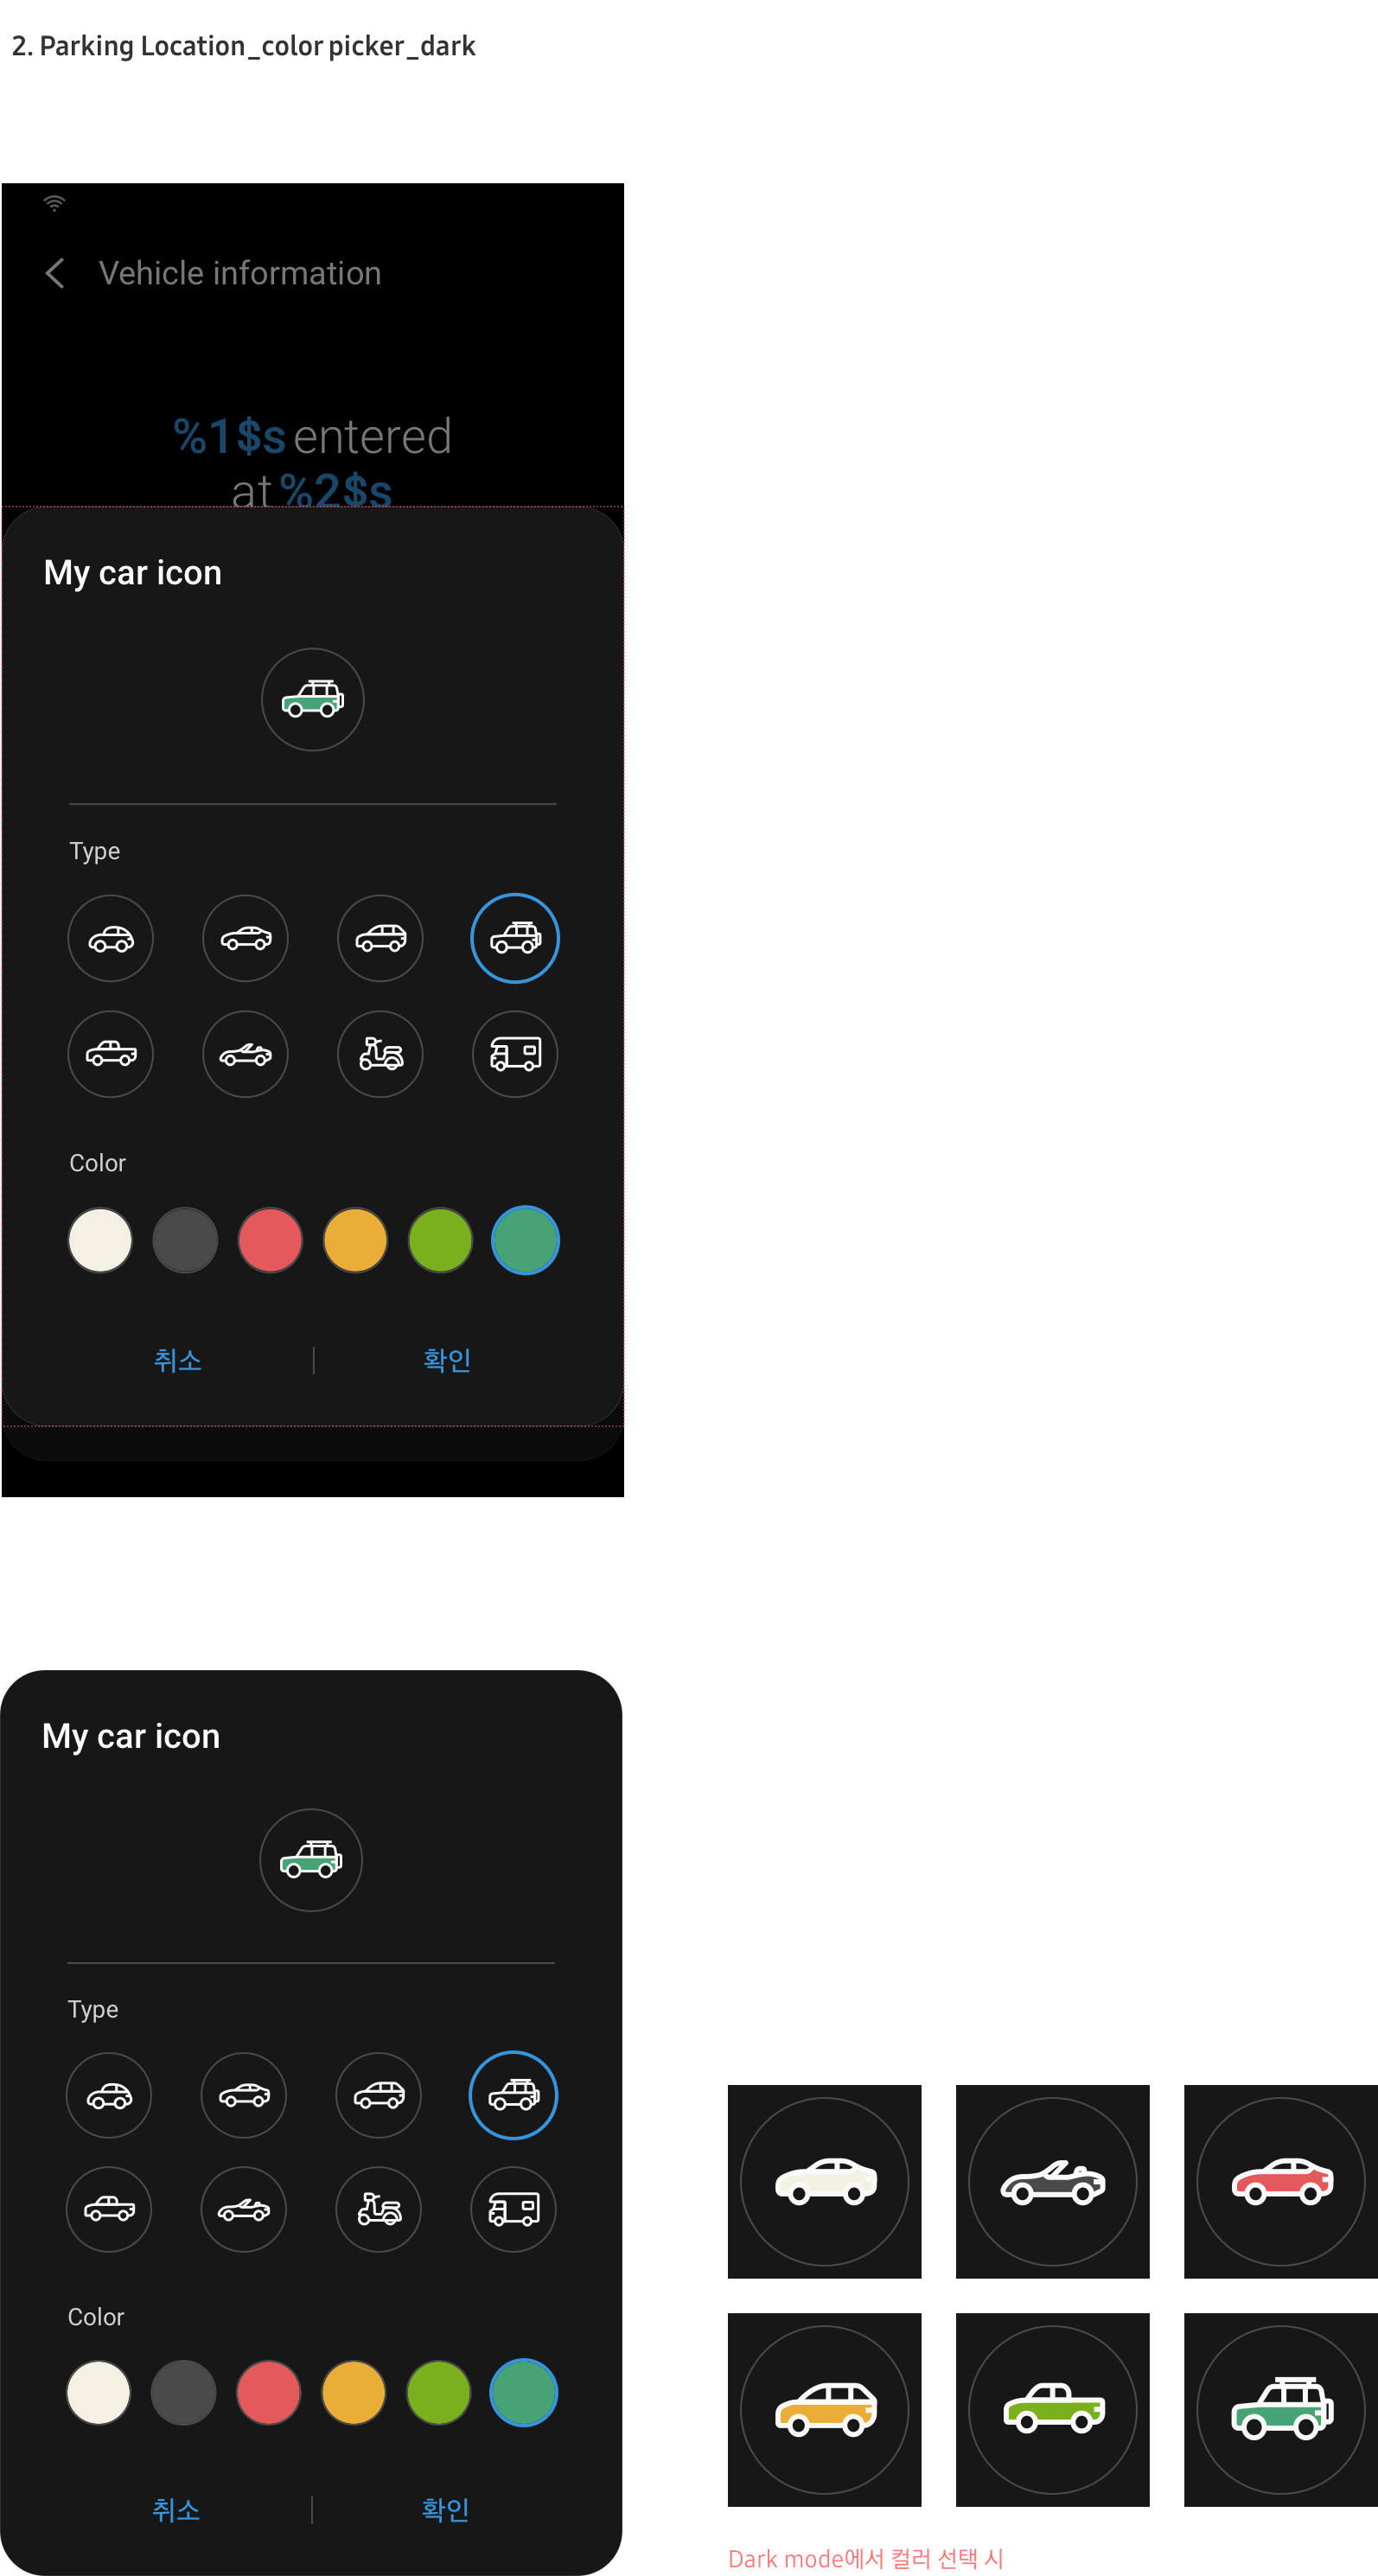 2. Parking Location_color picker_dark
Vehicle information
%1$s entered
at %2$s
My car icon
Type
Color
취소
확인
My car icon
Type
Color
취소
확인
Dark mode에서 컬러 선택 시